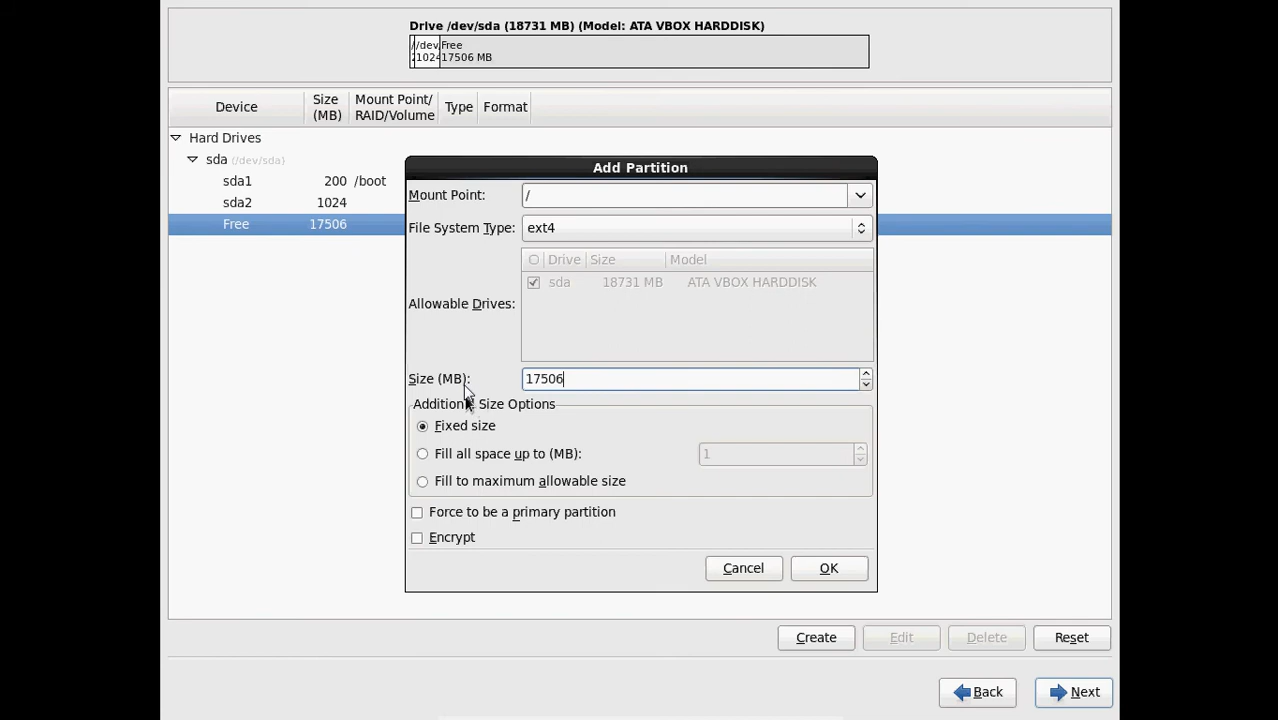 Drive /dev/sda (18731 MB) (Model: ATA VBOX HARDDISK)
/dev, Free
1024 17506 MB
Device Size (MB) Mount Point/ RAID/Volume Type Format
Hard Drives
sda (/dev/sda)
sda1 200 /boot
sda2 1024
Free 17506
Add Partition
Mount Point: /
File System Type: ext4
Drive Size Model
sda 18731 MB ATA VBOX HARDDISK
Allowable Drives:
Size (MB): 17506
Additional Size Options
Fixed size
Fill all space up to (MB): 1
Fill to maximum allowable size
Force to be a primary partition
Encrypt
Cancel OK
Create Edit Delete Reset
Back Next